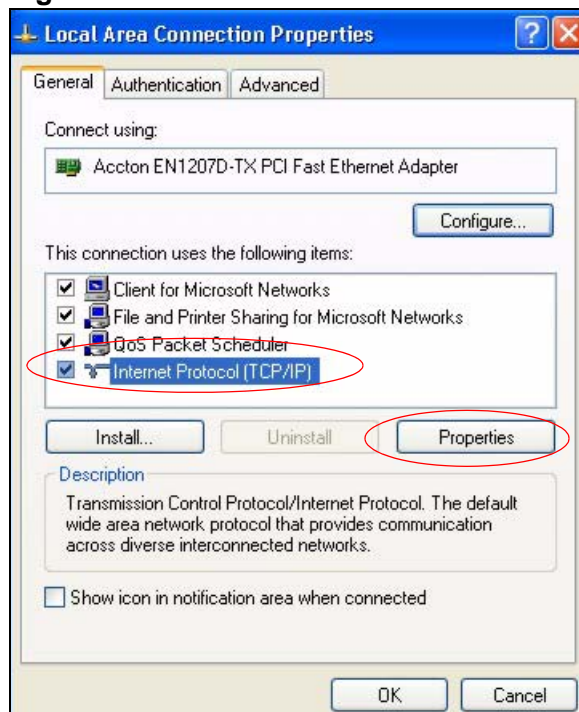 Local Area Connection Properties
General Authentication Advanced
Connect using:
Accton EN1207D-TX PCI Fast Ethernet Adapter
Configure...
This connection uses the following items:
Client for Microsoft Networks
File and Printer Sharing for Microsoft Networks
QoS Packet Scheduler
Internet Protocol (TCP/IP)
Install... Uninstall Properties
Description
Transmission Control Protocol/Internet Protocol. The default
wide area network protocol that provides communication
across diverse interconnected networks.
Show icon in notification area when connected
OK Cancel